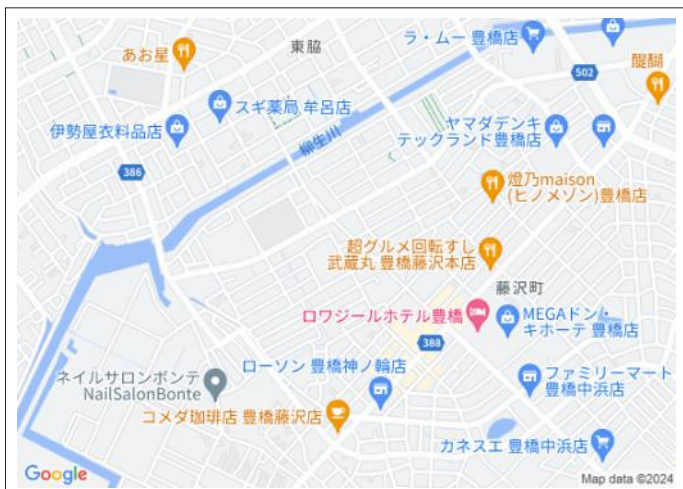 ラ・ムー 豊橋店
東脇
あお星
502
醍醐
スギ薬局 牟呂店
伊勢屋衣料品店
ヤマダデンキ
テックランド豊橋店
柳生川
386
燈乃maison
(ヒノメゾン)豊橋店
超グルメ回転すし
武蔵丸 豊橋藤沢本店
藤沢町
ロワジールホテル豊橋
MEGAドン・
キホーテ 豊橋店
388
ローソン 豊橋神ノ輪店
ファミリーマート
豊橋中浜店
ネイルサロンボンテ
NailSalonBonte
コメダ珈琲店 豊橋藤沢店
カネスエ 豊橋中浜店
Google
Map data ©2024